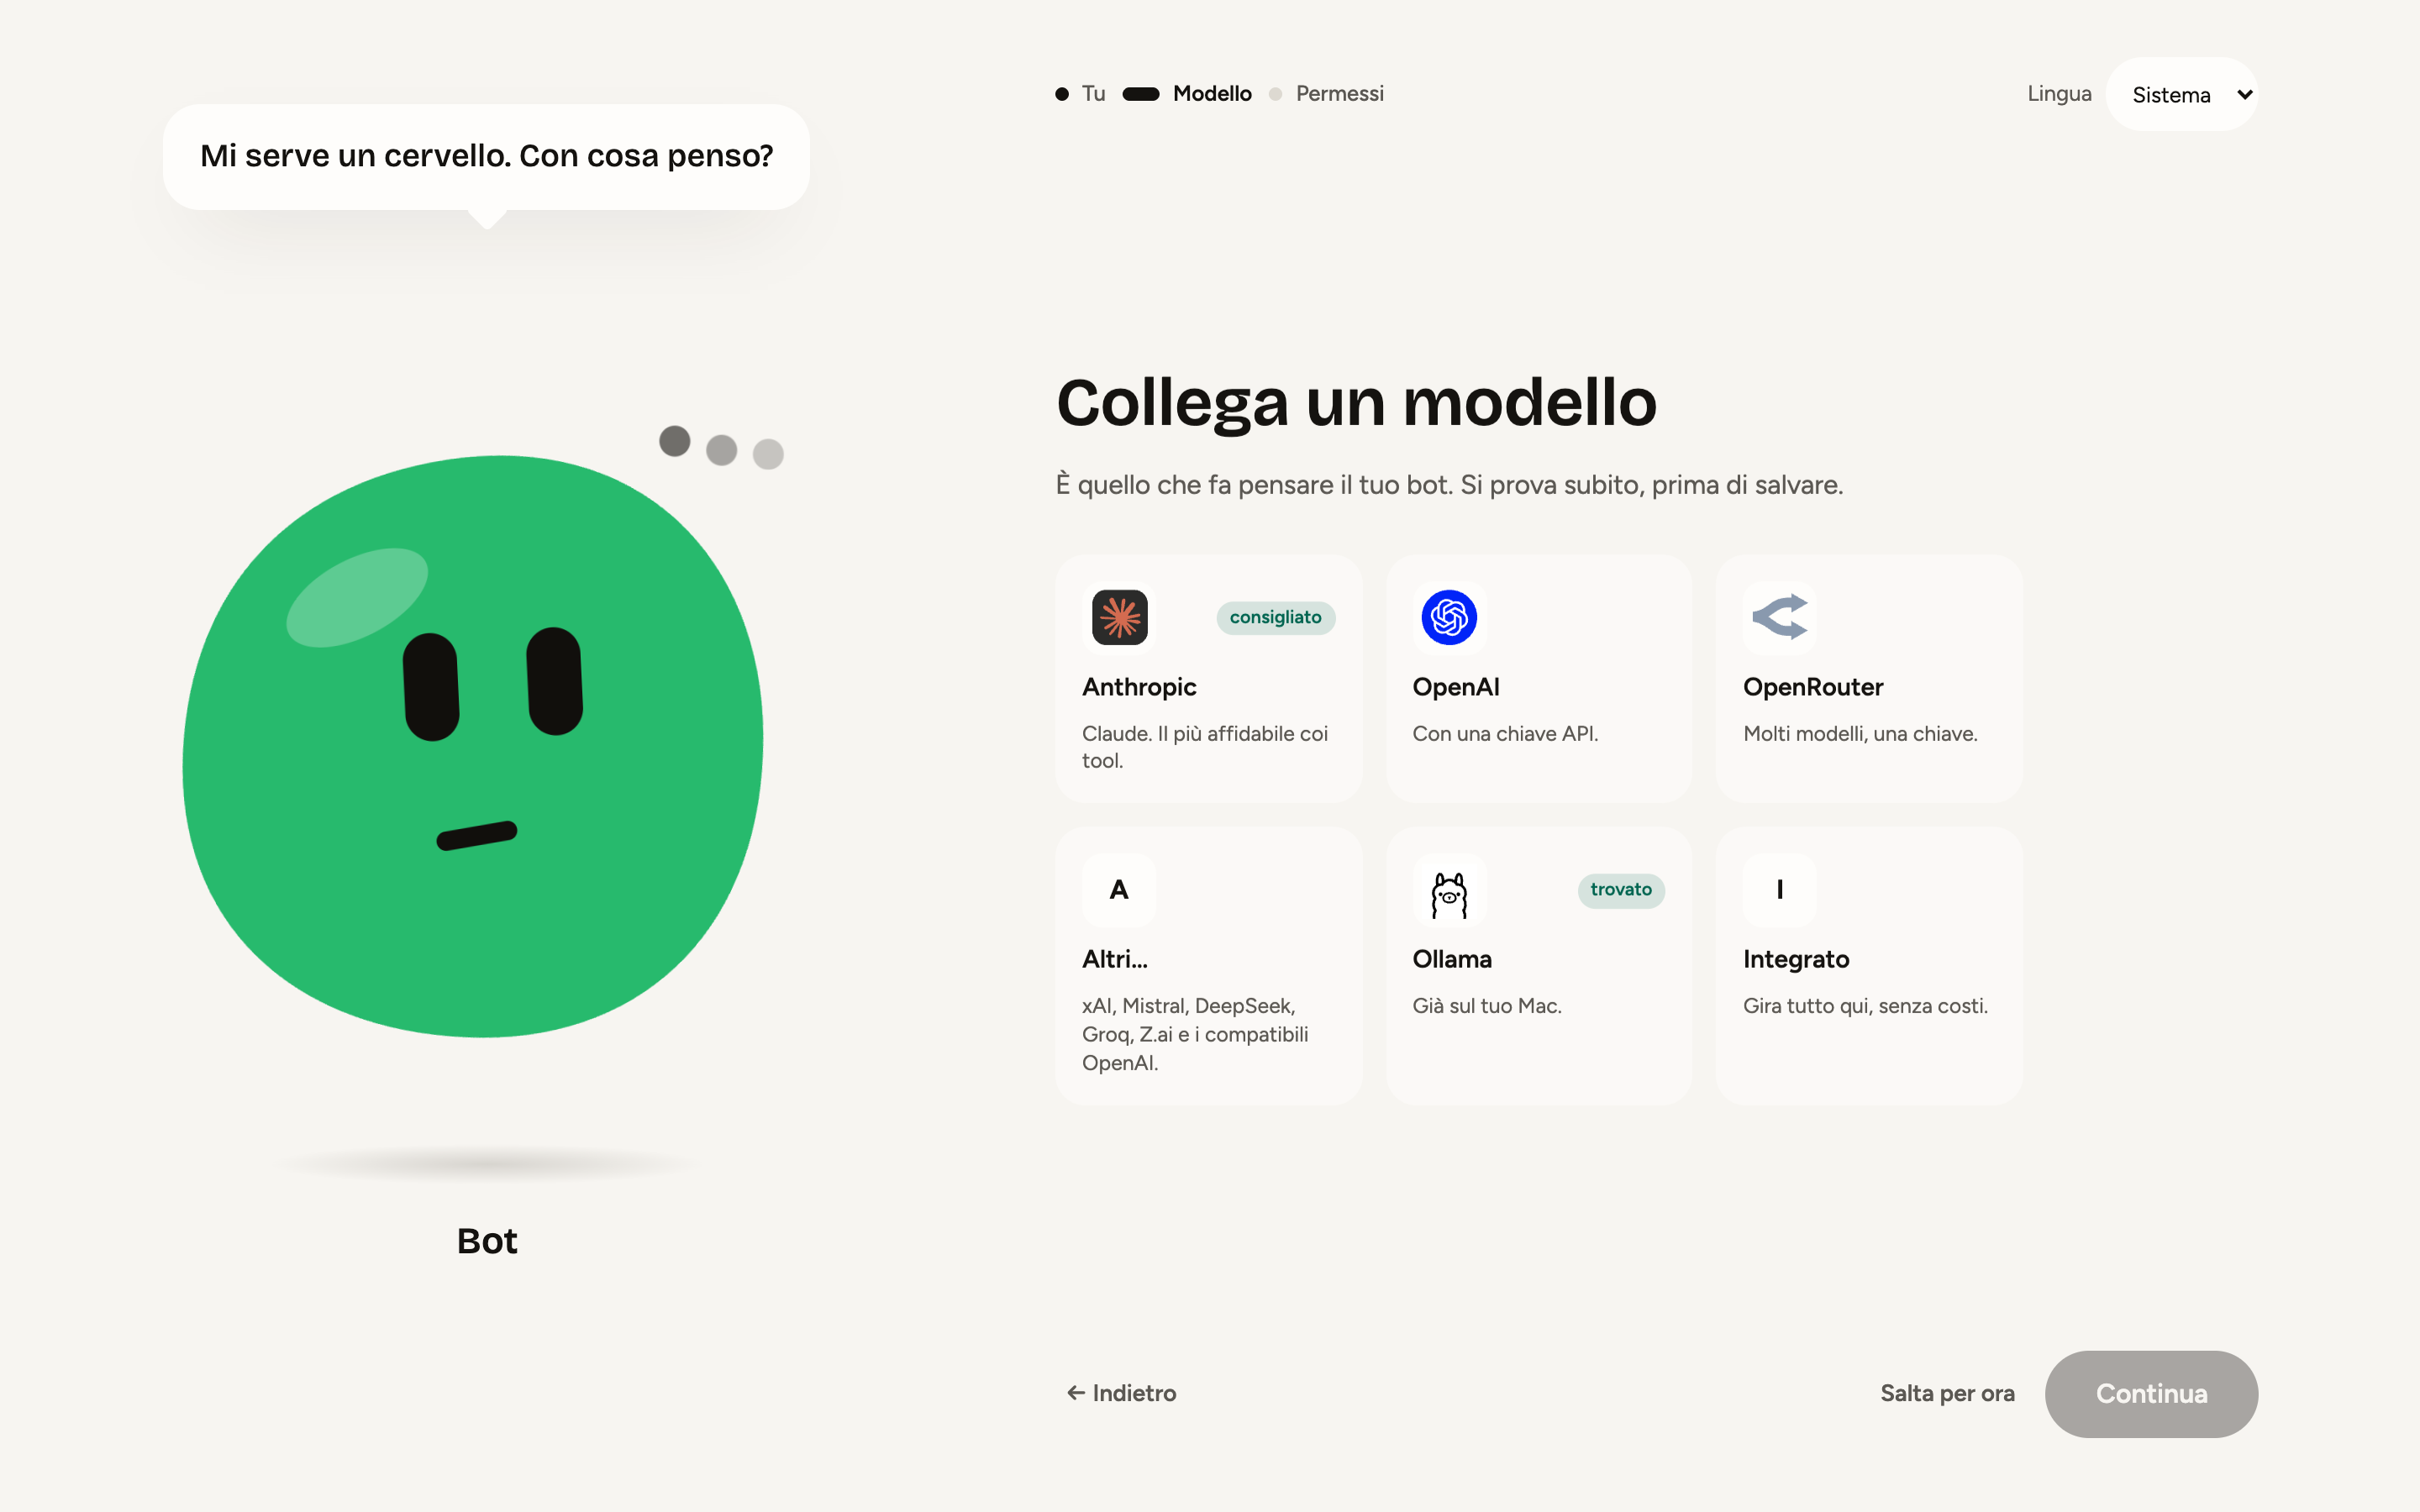 Mi serve un cervello. Con cosa penso?
Bot
Tu Modello Permessi
Lingua Sistema
Collega un modello
È quello che fa pensare il tuo bot. Si prova subito, prima di salvare.
consigliato
Anthropic
Claude. Il più affidabile coi
tool.
OpenAI
Con una chiave API.
OpenRouter
Molti modelli, una chiave.
A
Altri...
xAI, Mistral, DeepSeek,
Groq, Z.ai e i compatibili
OpenAI.
trovato
Ollama
Già sul tuo Mac.
I
Integrato
Gira tutto qui, senza costi.
← Indietro
Salta per ora
Continua